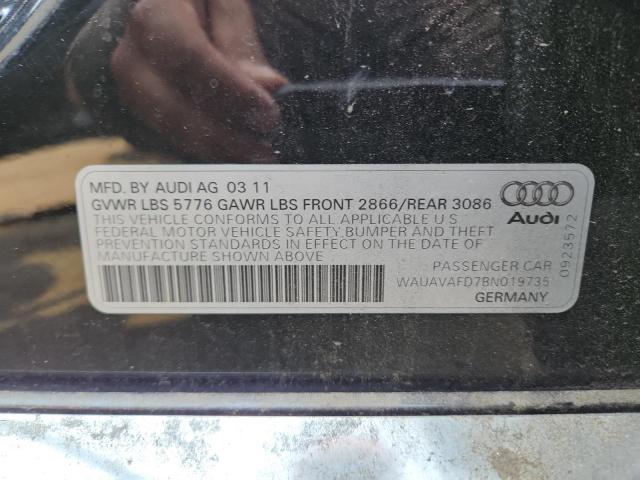 MFD. BY AUDI AG 03 11
GVWR LBS 5776 GAWR LBS FRONT 2866/REAR 3086
THIS VEHICLE CONFORMS TO ALL APPLICABLE U S
FEDERAL MOTOR VEHICLE SAFETY,BUMPER AND THEFT
PREVENTION STANDARDS IN EFFECT ON THE DATE OF
MANUFACTURE SHOWN ABOVE
PASSENGER CAR
WAUAVAFD7BN019735
GERMANY
Audi
0923572